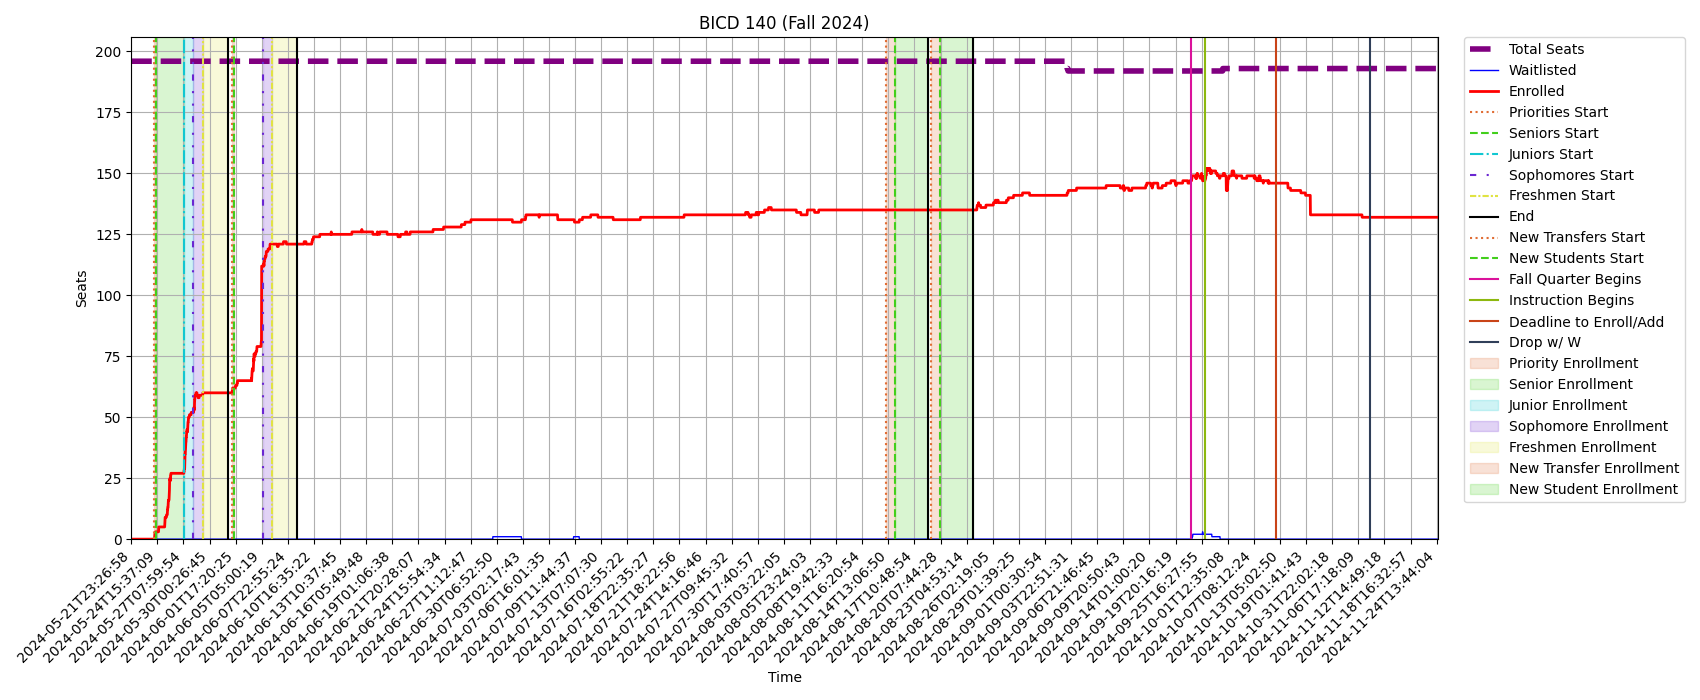 BICD 140 (Fall 2024)
Seats
200
175
150
125
100
75
50
25
0
2024-05-21T23:26:58
2024-05-24T15:37:09
2024-05-27T07:59:54
2024-05-30T00:26:45
2024-06-01T17:20:25
2024-06-05T05:00:19
2024-06-07T22:55:24
2024-06-10T16:35:22
2024-06-13T10:37:45
2024-06-16T05:49:48
2024-06-19T01:06:38
2024-06-21T20:28:07
2024-06-24T15:54:34
2024-06-27T11:12:47
2024-06-30T06:52:50
2024-07-03T02:17:43
2024-07-06T16:01:35
2024-07-09T11:44:37
2024-07-13T07:07:30
2024-07-16T02:55:22
2024-07-18T22:35:27
2024-07-21T18:22:56
2024-07-24T14:16:46
2024-07-27T09:45:32
2024-07-30T17:40:57
2024-08-03T03:22:05
2024-08-05T23:24:03
2024-08-08T19:42:33
2024-08-11T16:20:54
2024-08-14T13:06:50
2024-08-17T10:48:54
2024-08-20T07:44:28
2024-08-23T04:53:14
2024-08-26T02:19:05
2024-08-29T01:39:25
2024-09-01T00:30:54
2024-09-03T22:51:31
2024-09-06T21:46:45
2024-09-09T20:50:43
2024-09-14T01:00:20
2024-09-19T20:16:19
2024-09-25T16:27:55
2024-10-01T12:35:08
2024-10-07T08:12:24
2024-10-13T05:02:50
2024-10-19T01:41:43
2024-10-31T22:02:18
2024-11-06T17:18:09
2024-11-12T14:49:18
2024-11-18T16:32:57
2024-11-24T13:44:04
Time
Total Seats
Waitlisted
Enrolled
Priorities Start
Seniors Start
Juniors Start
Sophomores Start
Freshmen Start
End
New Transfers Start
New Students Start
Fall Quarter Begins
Instruction Begins
Deadline to Enroll/Add
Drop w/ W
Priority Enrollment
Senior Enrollment
Junior Enrollment
Sophomore Enrollment
Freshmen Enrollment
New Transfer Enrollment
New Student Enrollment